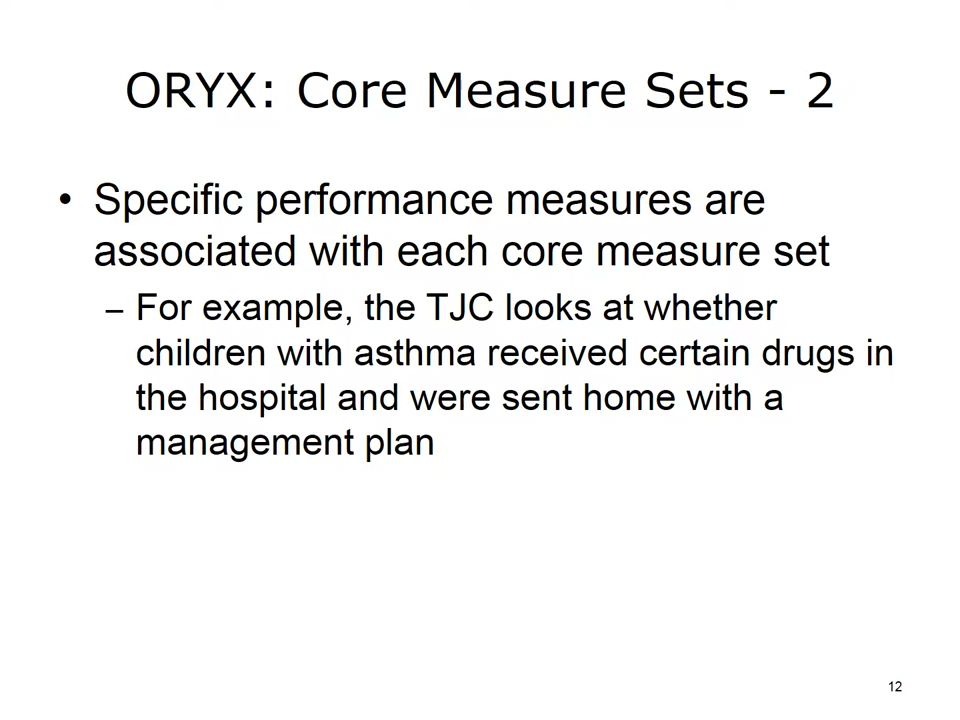 ORYX: Core Measure Sets - 2
• Specific performance measures are
associated with each core measure set
– For example, the TJC looks at whether
children with asthma received certain drugs in
the hospital and were sent home with a
management plan
12